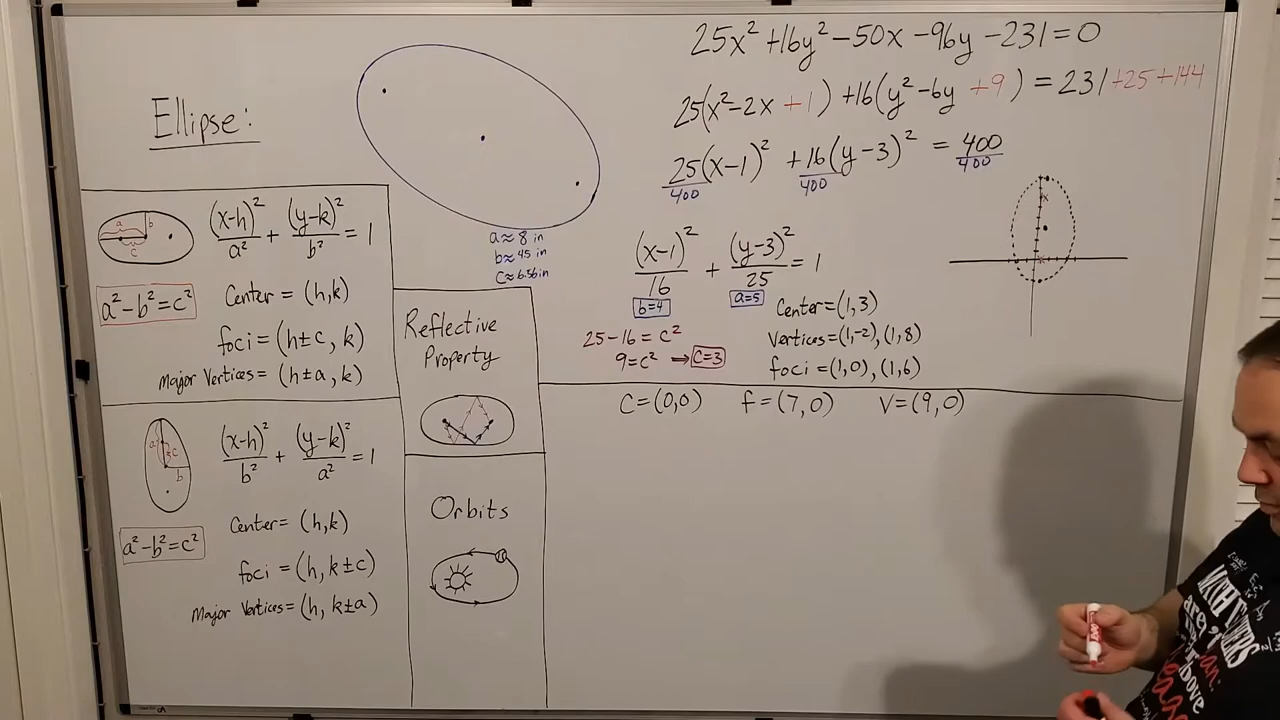 Ellipse:
a b c
(x-h)²/a² + (y-k)²/b² = 1
a²-b²=c²
Center = (h,k)
foci = (h±c, k)
Major Vertices = (h±a, k)
a c b
(x-h)²/b² + (y-k)²/a² = 1
a²-b²=c²
Center = (h,k)
foci = (h, k±c)
Major Vertices = (h, k±a)
a≈8 in
b≈4.5 in
c≈6.56 in
Reflective
Property
Orbits
25x²+16y²-50x-96y-231=0
25(x²-2x+1)+16(y²-6y+9)=231+25+144
25(x-1)²/400 + 16(y-3)²/400 = 400/400
(x-1)²/16 + (y-3)²/25 = 1
b=4 a=5
25-16=c²
9=c² ⇒ c=3
Center=(1,3)
Vertices=(1,-2),(1,8)
foci=(1,0),(1,6)
C=(0,0) f=(7,0) V=(9,0)
EXPO
MATH
are
above